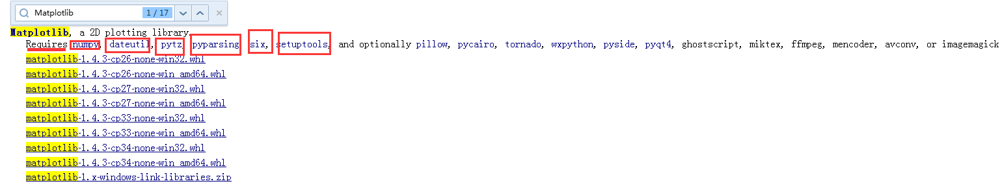 Matplotlib 1 / 17
Matplotlib, a 2D plotting library.
Requires numpy, dateutil, pytz, pyparsing, six, setuptools, and optionally pillow, pycairo, tornado, wxpython, pyside, pyqt4, ghostscript, miktex, ffmpeg, mencoder, avconv, or imagemagick
matplotlib-1.4.3-cp26-none-win32.whl
matplotlib-1.4.3-cp26-none-win_amd64.whl
matplotlib-1.4.3-cp27-none-win32.whl
matplotlib-1.4.3-cp27-none-win_amd64.whl
matplotlib-1.4.3-cp33-none-win32.whl
matplotlib-1.4.3-cp33-none-win_amd64.whl
matplotlib-1.4.3-cp34-none-win32.whl
matplotlib-1.4.3-cp34-none-win_amd64.whl
matplotlib-1.x-windows-link-libraries.zip